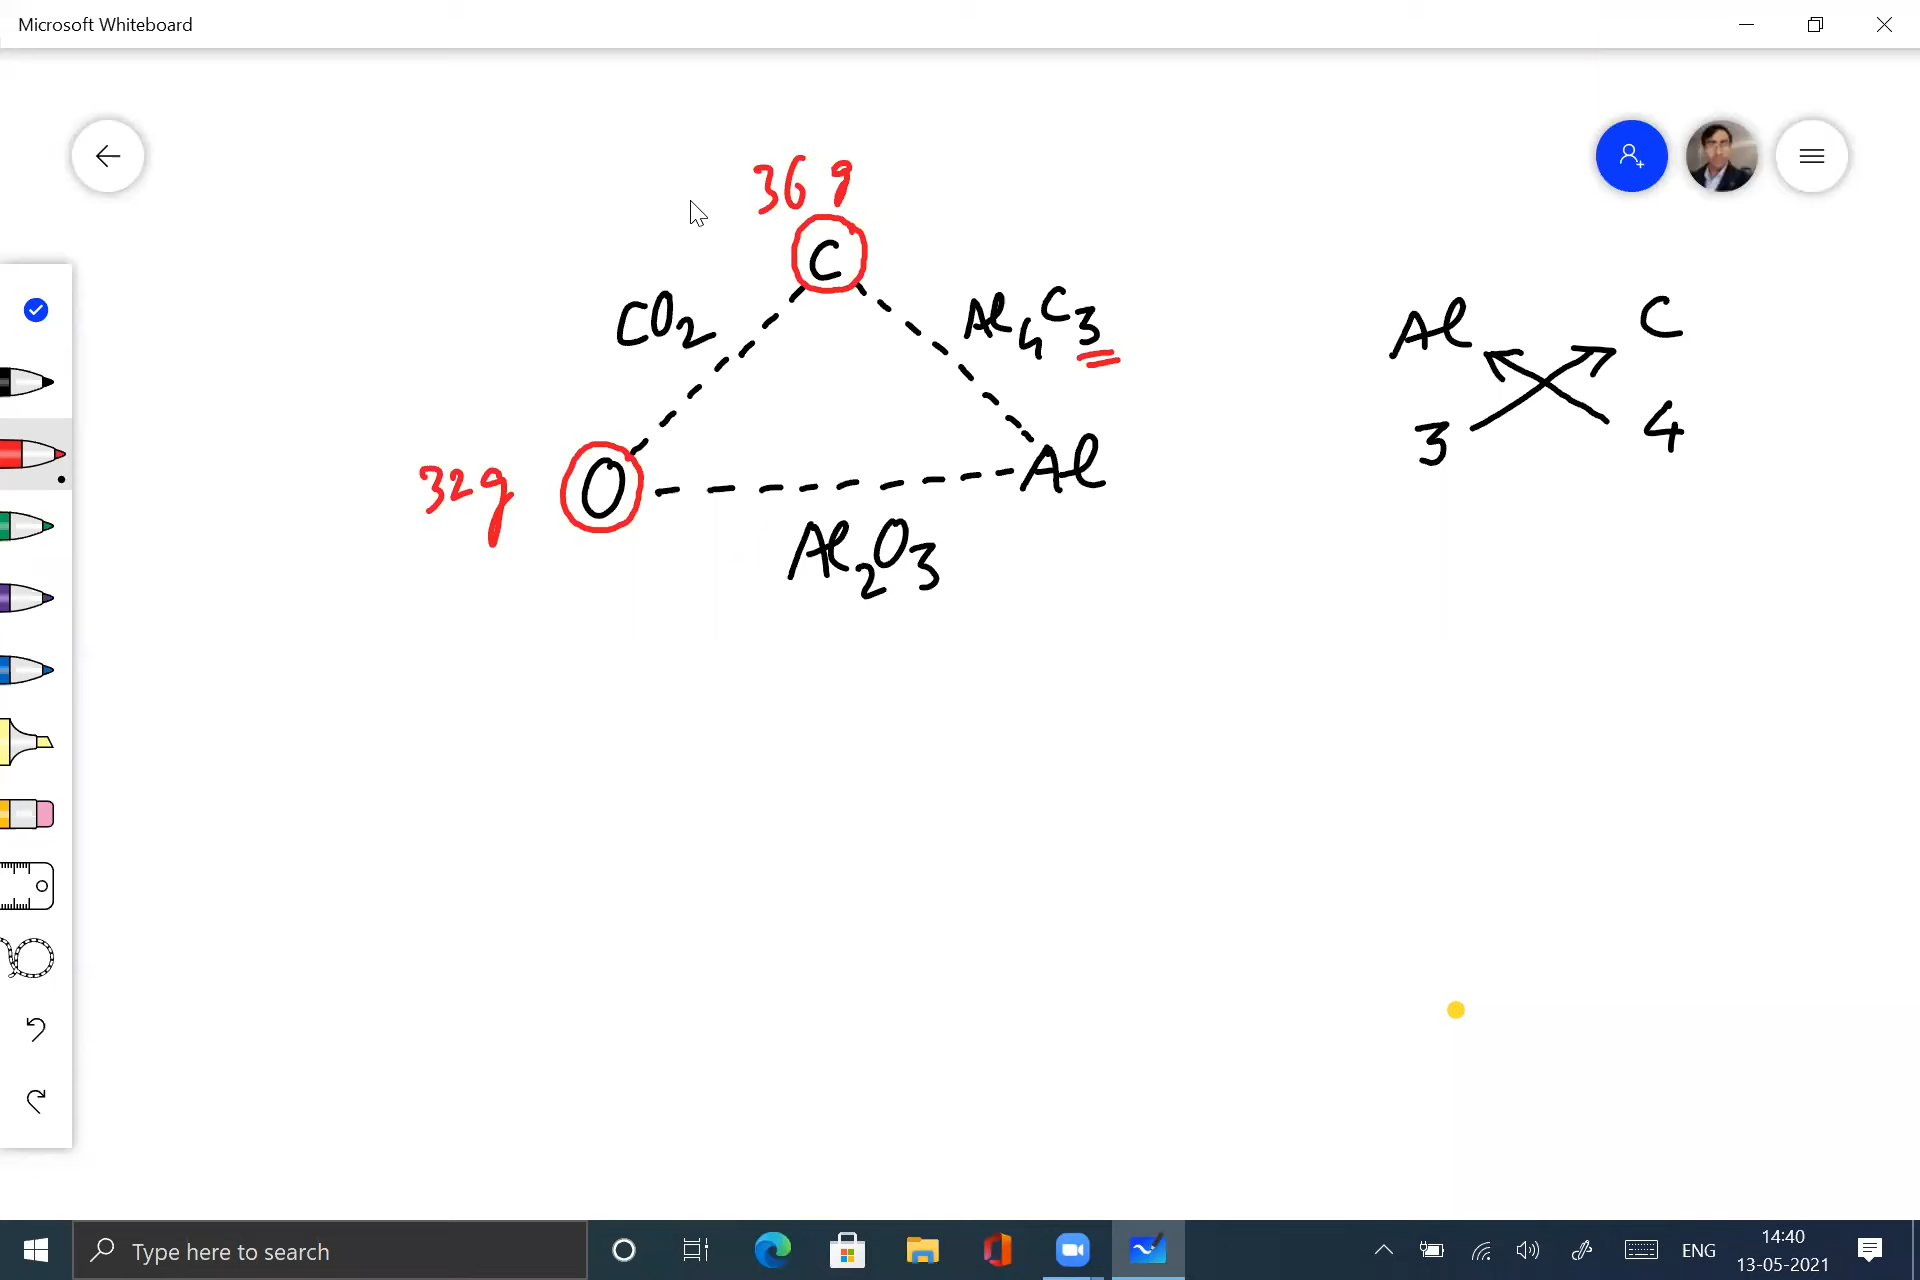 Microsoft Whiteboard
36 g
C
CO2
Al4C3
Al C
3 4
32g O Al
Al2O3
Type here to search
ENG
14:40
13-05-2021